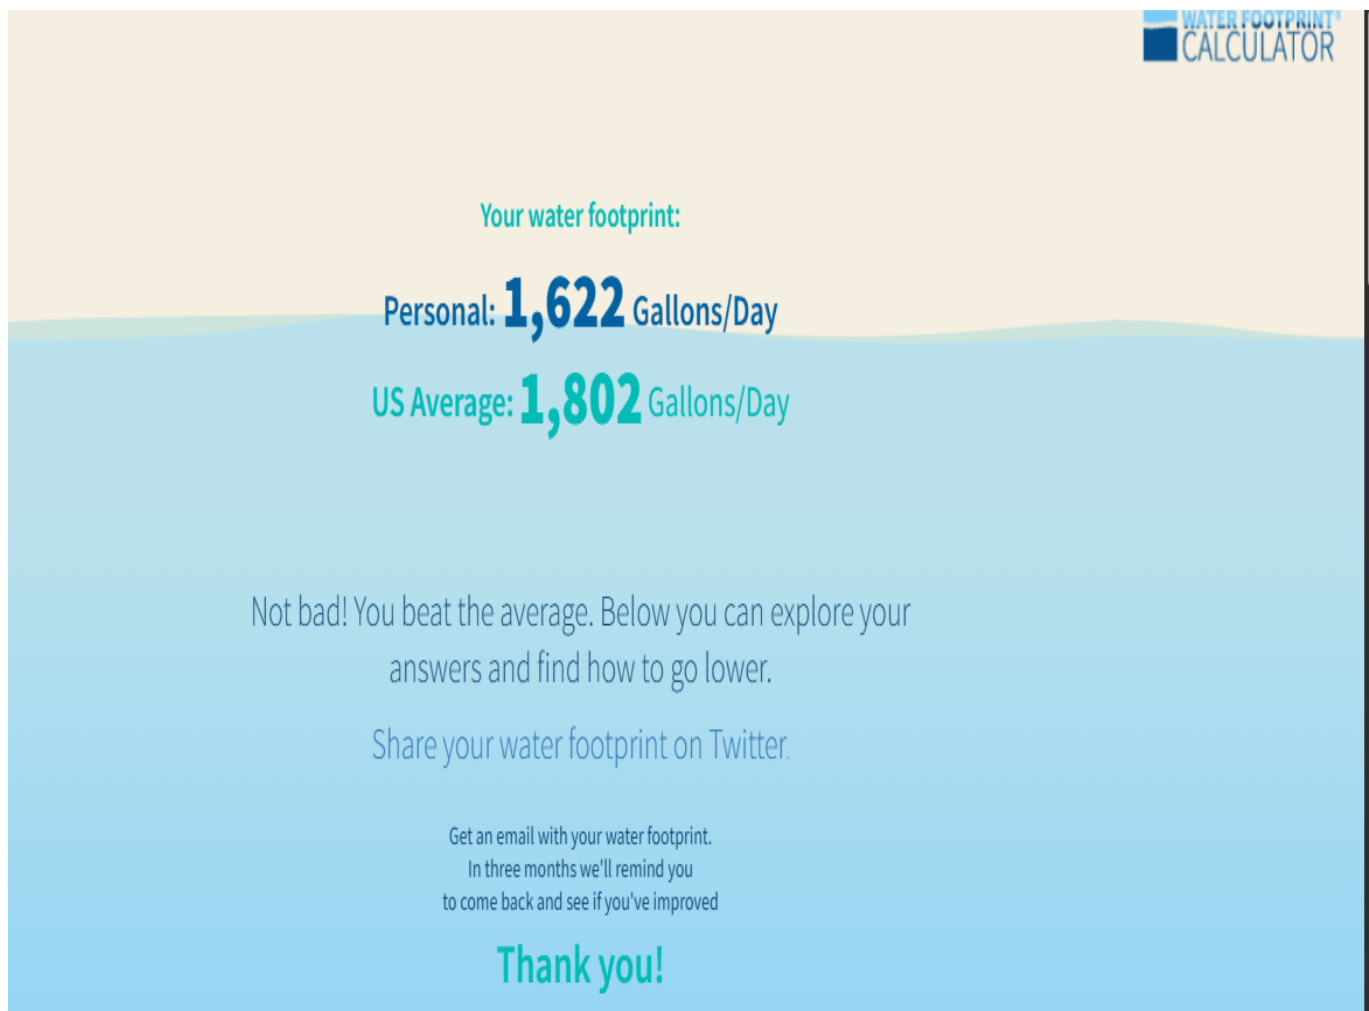 WATER FOOTPRINT
CALCULATOR
Your water footprint:
Personal: 1,622 Gallons/Day
US Average: 1,802 Gallons/Day
Not bad! You beat the average. Below you can explore your
answers and find how to go lower.
Share your water footprint on Twitter.
Get an email with your water footprint.
In three months we'll remind you
to come back and see if you've improved
Thank you!